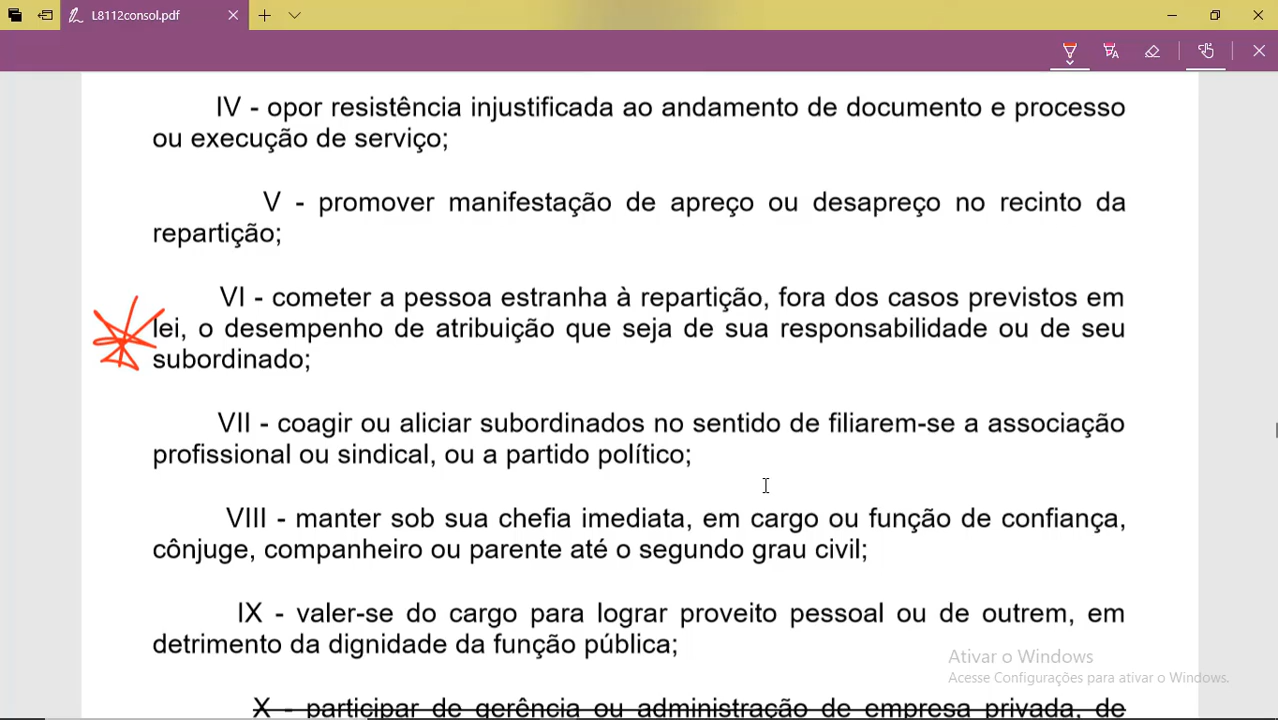 L8112consol.pdf
IV - opor resistência injustificada ao andamento de documento e processo
ou execução de serviço;
V - promover manifestação de apreço ou desapreço no recinto da
repartição;
VI - cometer a pessoa estranha à repartição, fora dos casos previstos em
lei, o desempenho de atribuição que seja de sua responsabilidade ou de seu
subordinado;
VII - coagir ou aliciar subordinados no sentido de filiarem-se a associação
profissional ou sindical, ou a partido político;
VIII - manter sob sua chefia imediata, em cargo ou função de confiança,
cônjuge, companheiro ou parente até o segundo grau civil;
IX - valer-se do cargo para lograr proveito pessoal ou de outrem, em
detrimento da dignidade da função pública;
Ativar o Windows
Acesse Configurações para ativar o Windows.
X - participar de gerência ou administração de empresa privada, de